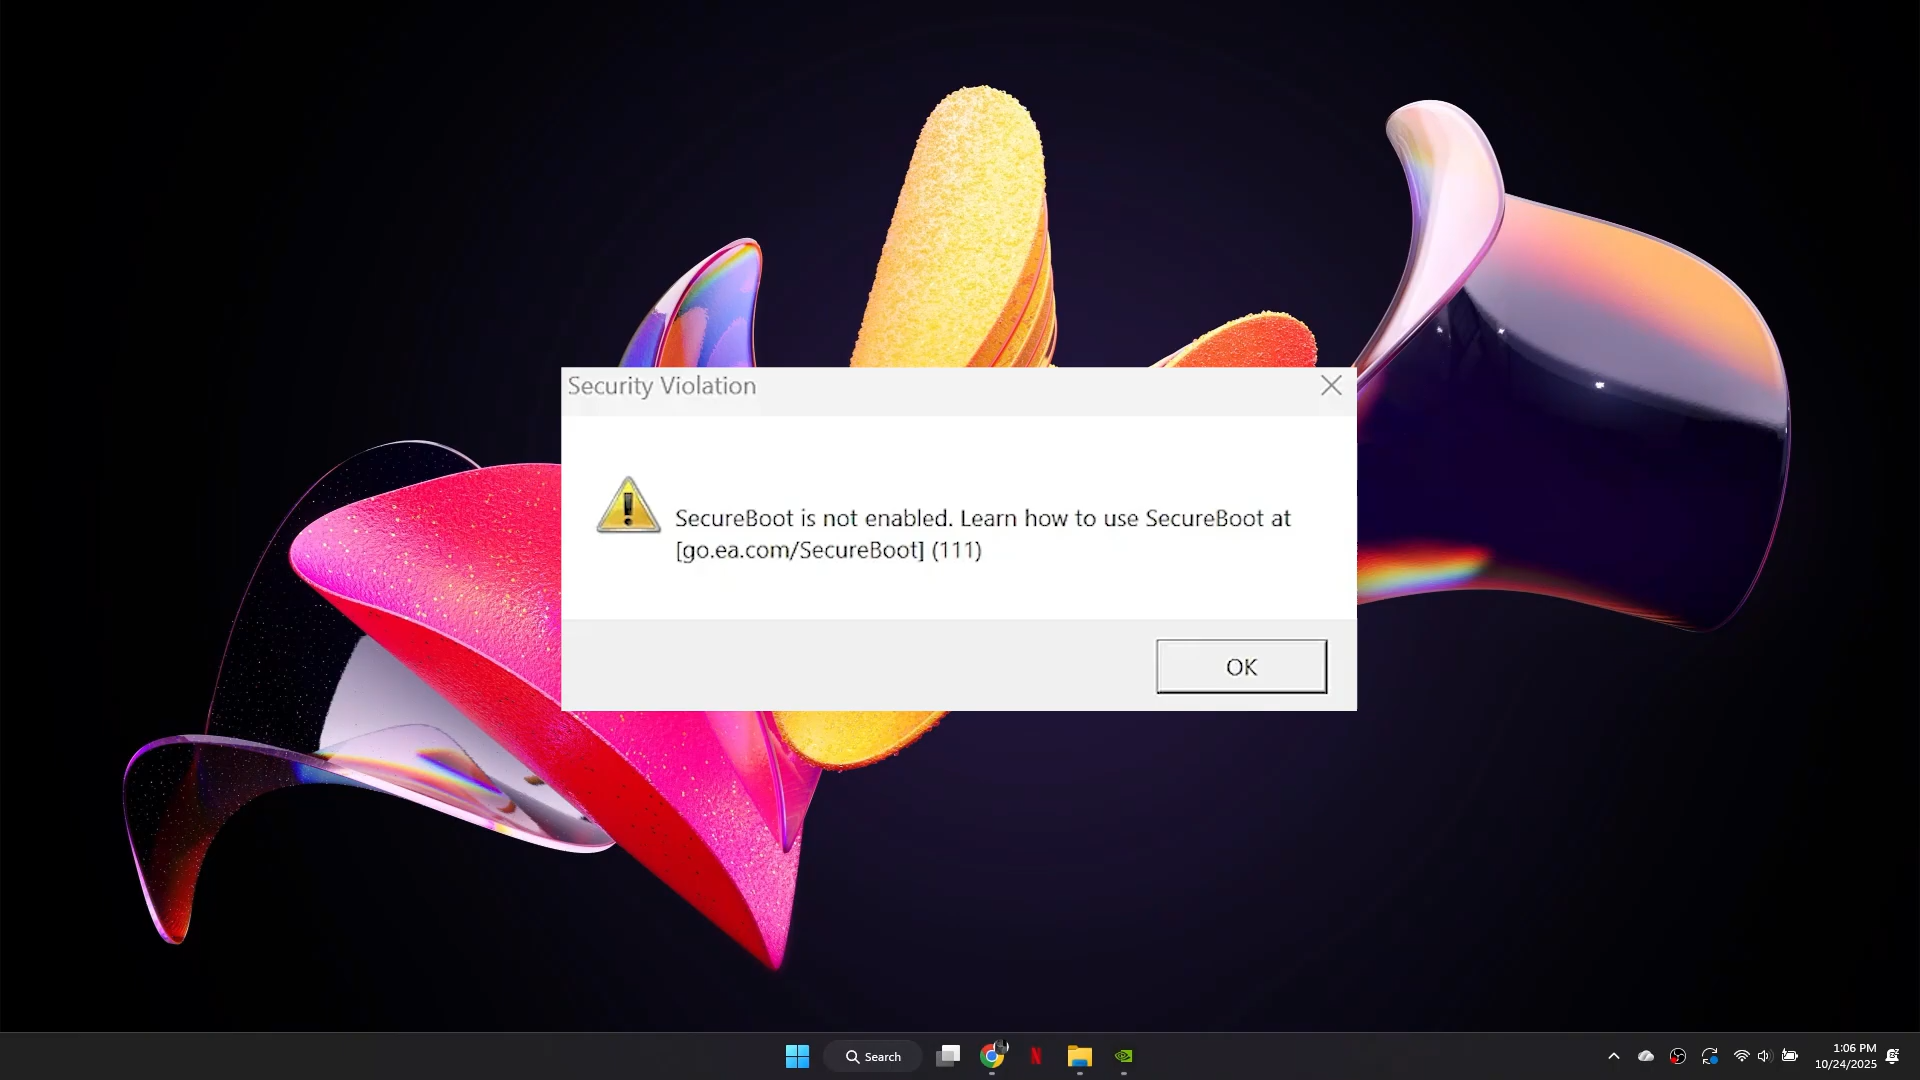 Security Violation
SecureBoot is not enabled. Learn how to use SecureBoot at
[go.ea.com/SecureBoot] (111)
OK
Search
N
1:06 PM
10/24/2025